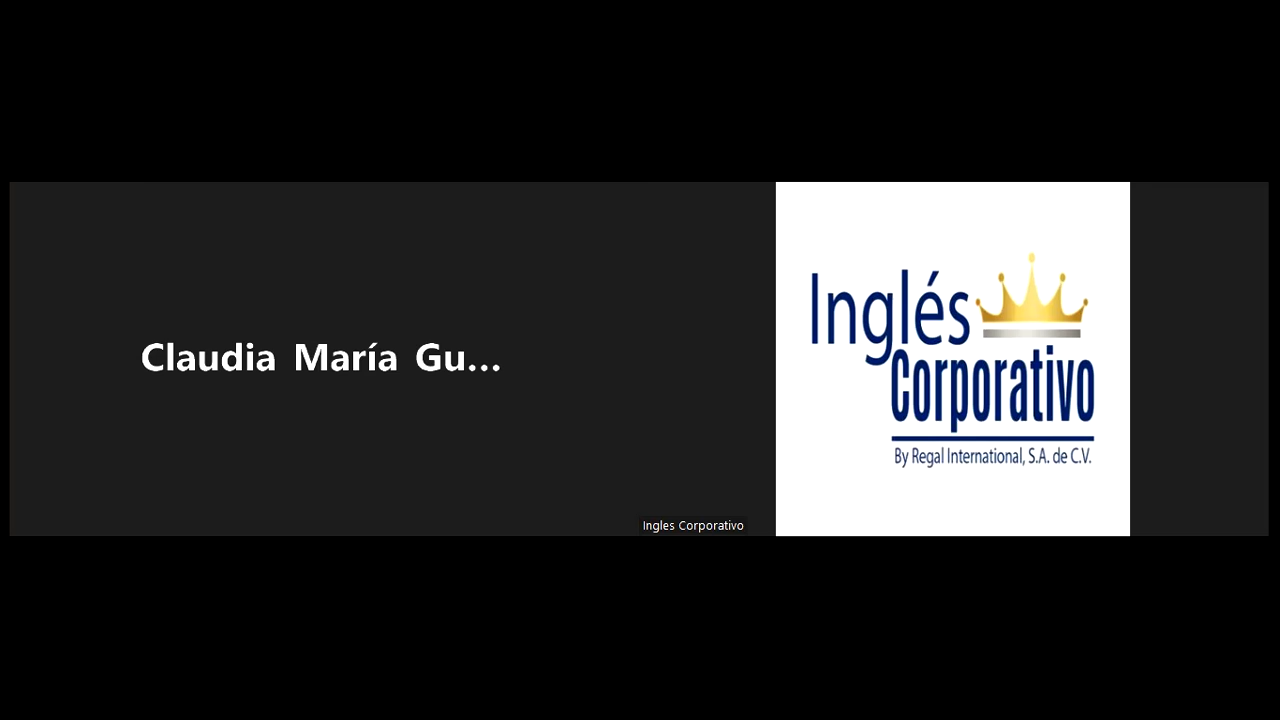 Claudia María Gu...
Ingles Corporativo
Inglés
Corporativo
By Regal International, S.A. de C.V.